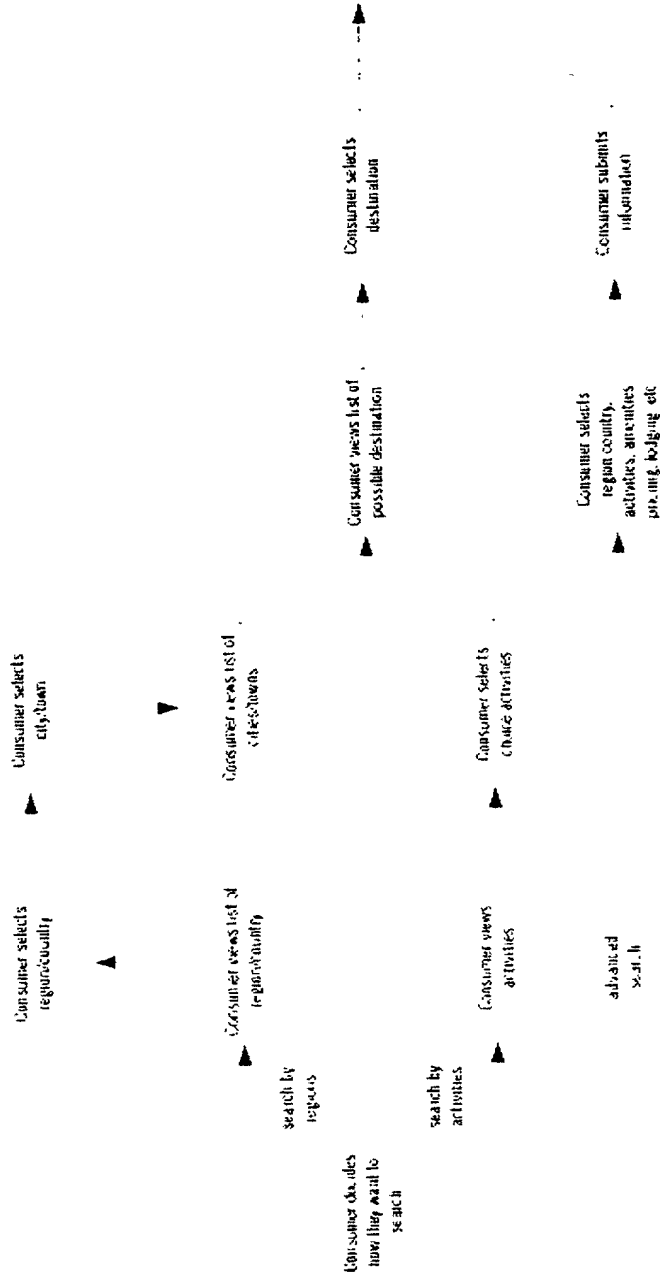 Consumer decides
how they want to
search
search by
regions
search by
activities
advanced
search
Consumer views list of
region/country
Consumer selects
region/country
Consumer selects
city/town
Consumer views list of
cities/towns
Consumer views
activities
Consumer selects
choice activities
Consumer views list of
possible destination
Consumer selects
destination
Consumer selects
region country,
activities, amenities
pricing, lodging etc
Consumer submits
information